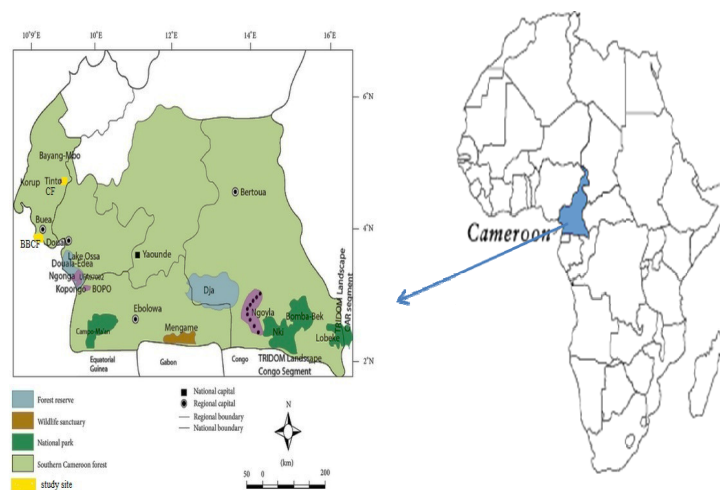 10°9'E 10°E 12°E 14°E 16°E
6°N
Bayang-Mbo
Korup Tinto
CF
Bertoua
Buea
4°N
BBCF Douala
Lake Ossa
Yaounde
Douala-Edea
Ngonga
Kopongo BOPO
Dja
Ebolowa
Ngoyla
Bomba-Bek
Campo-Ma'an
Mengame
Nki
Lobeke
TRIDOM Landscape
CAR segment
2°N
Equatorial
Guinea
Gabon
Congo
TRIDOM Landscape
Congo Segment
Forest reserve
Wildlife sanctuary
National park
Southern Cameroon forest
study site
National capital
Regional capital
Regional boundary
National boundary
N
(km)
50 0 200
Cameroon